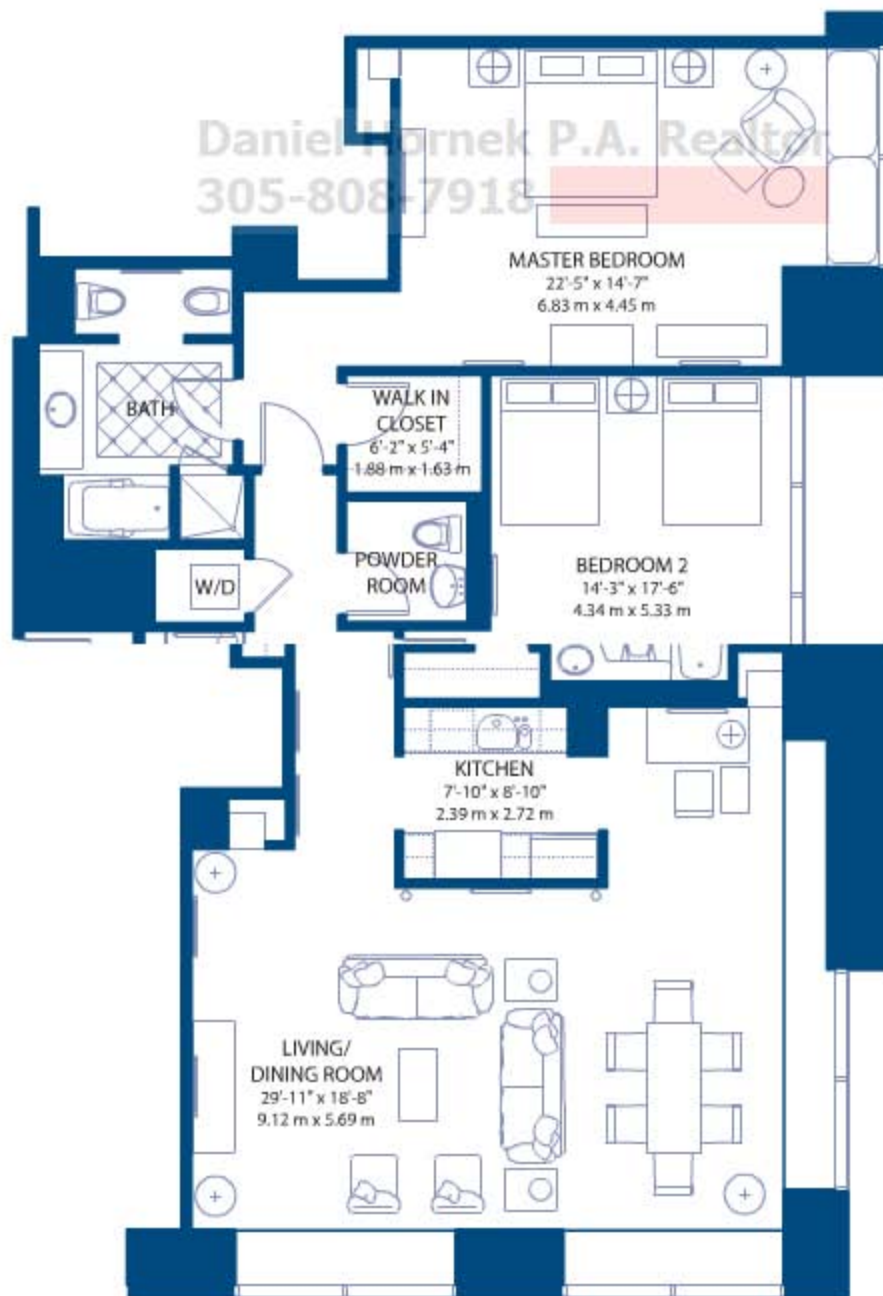 Daniel Hornek P.A. Realtor
305-808-7918
MASTER BEDROOM
22'-5" x 14'-7"
6.83 m x 4.45 m
BATH
WALK IN
CLOSET
6'-2" x 5'-4"
1.88 m x 1.63 m
POWDER
ROOM
W/D
BEDROOM 2
14'-3" x 17'-6"
4.34 m x 5.33 m
KITCHEN
7'-10" x 8'-10"
2.39 m x 2.72 m
LIVING/
DINING ROOM
29'-11" x 18'-8"
9.12 m x 5.69 m